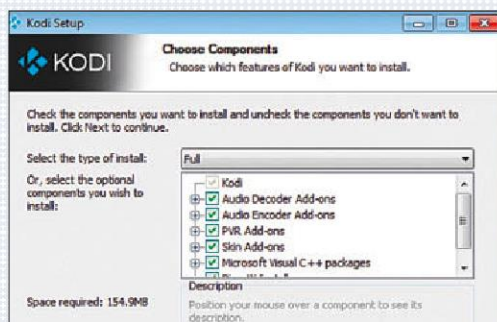 Kodi Setup
KODI
Choose Components
Choose which features of Kodi you want to install.
Check the components you want to install and uncheck the components you don't want to
install. Click Next to continue.
Select the type of install:
Full
Or, select the optional
components you wish to
install:
Kodi
Audio Decoder Add-ons
Audio Encoder Add-ons
PVR Add-ons
Skin Add-ons
Microsoft Visual C++ packages
Space required: 154.9MB
Description
Position your mouse over a component to see its
description.